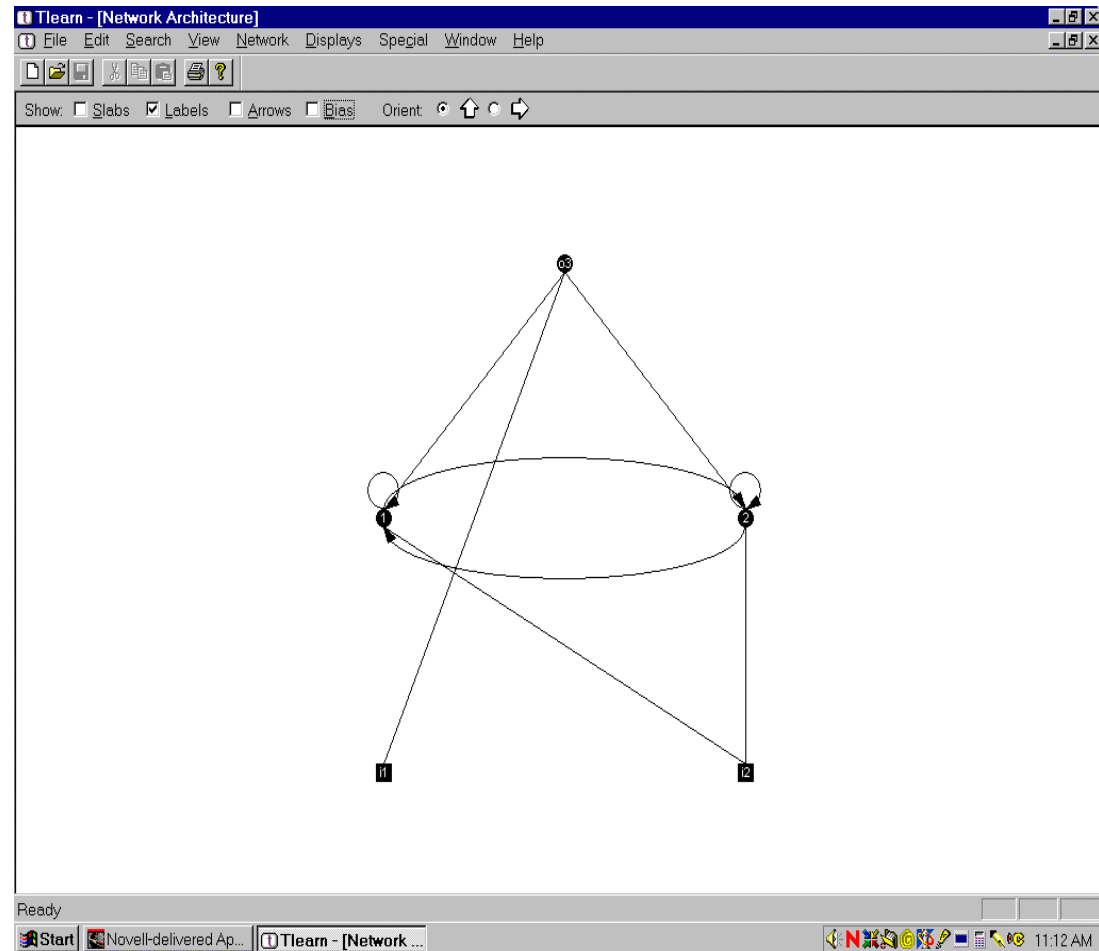 Tlearn - [Network Architecture]
File Edit Search View Network Displays Special Window Help
Show: Slabs Labels Arrows Bias Orient:
o3
1 2
i1 i2
Ready
Start Novell-delivered Ap... Tlearn - [Network ... 11:12 AM